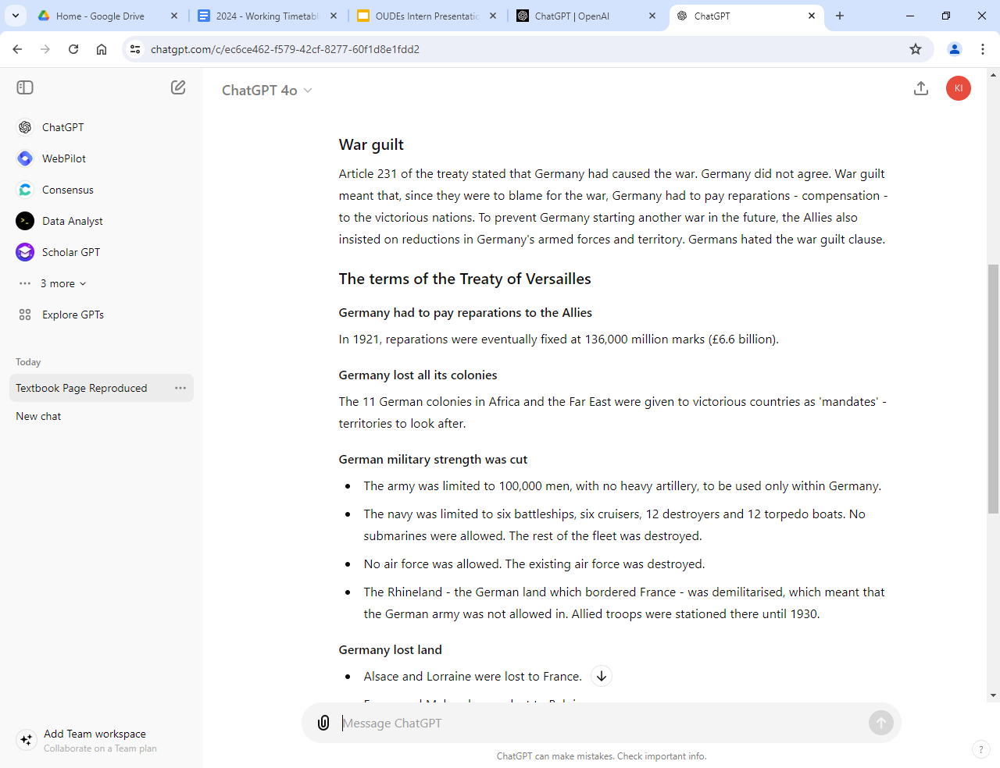 Home - Google Drive
2024 - Working Timetabl
OUDEs Intern Presentatic
ChatGPT | OpenAI
ChatGPT
chatgpt.com/c/ec6ce462-f579-42cf-8277-60f1d8e1fdd2
ChatGPT
WebPilot
Consensus
Data Analyst
Scholar GPT
3 more
Explore GPTs
Today
Textbook Page Reproduced
New chat
Add Team workspace
Collaborate on a Team plan
ChatGPT 4o
KI
War guilt
Article 231 of the treaty stated that Germany had caused the war. Germany did not agree. War guilt
meant that, since they were to blame for the war, Germany had to pay reparations - compensation -
to the victorious nations. To prevent Germany starting another war in the future, the Allies also
insisted on reductions in Germany's armed forces and territory. Germans hated the war guilt clause.
The terms of the Treaty of Versailles
Germany had to pay reparations to the Allies
In 1921, reparations were eventually fixed at 136,000 million marks (£6.6 billion).
Germany lost all its colonies
The 11 German colonies in Africa and the Far East were given to victorious countries as 'mandates' -
territories to look after.
German military strength was cut
• The army was limited to 100,000 men, with no heavy artillery, to be used only within Germany.
• The navy was limited to six battleships, six cruisers, 12 destroyers and 12 torpedo boats. No
submarines were allowed. The rest of the fleet was destroyed.
• No air force was allowed. The existing air force was destroyed.
• The Rhineland - the German land which bordered France - was demilitarised, which meant that
the German army was not allowed in. Allied troops were stationed there until 1930.
Germany lost land
• Alsace and Lorraine were lost to France.
Message ChatGPT
ChatGPT can make mistakes. Check important info.
?